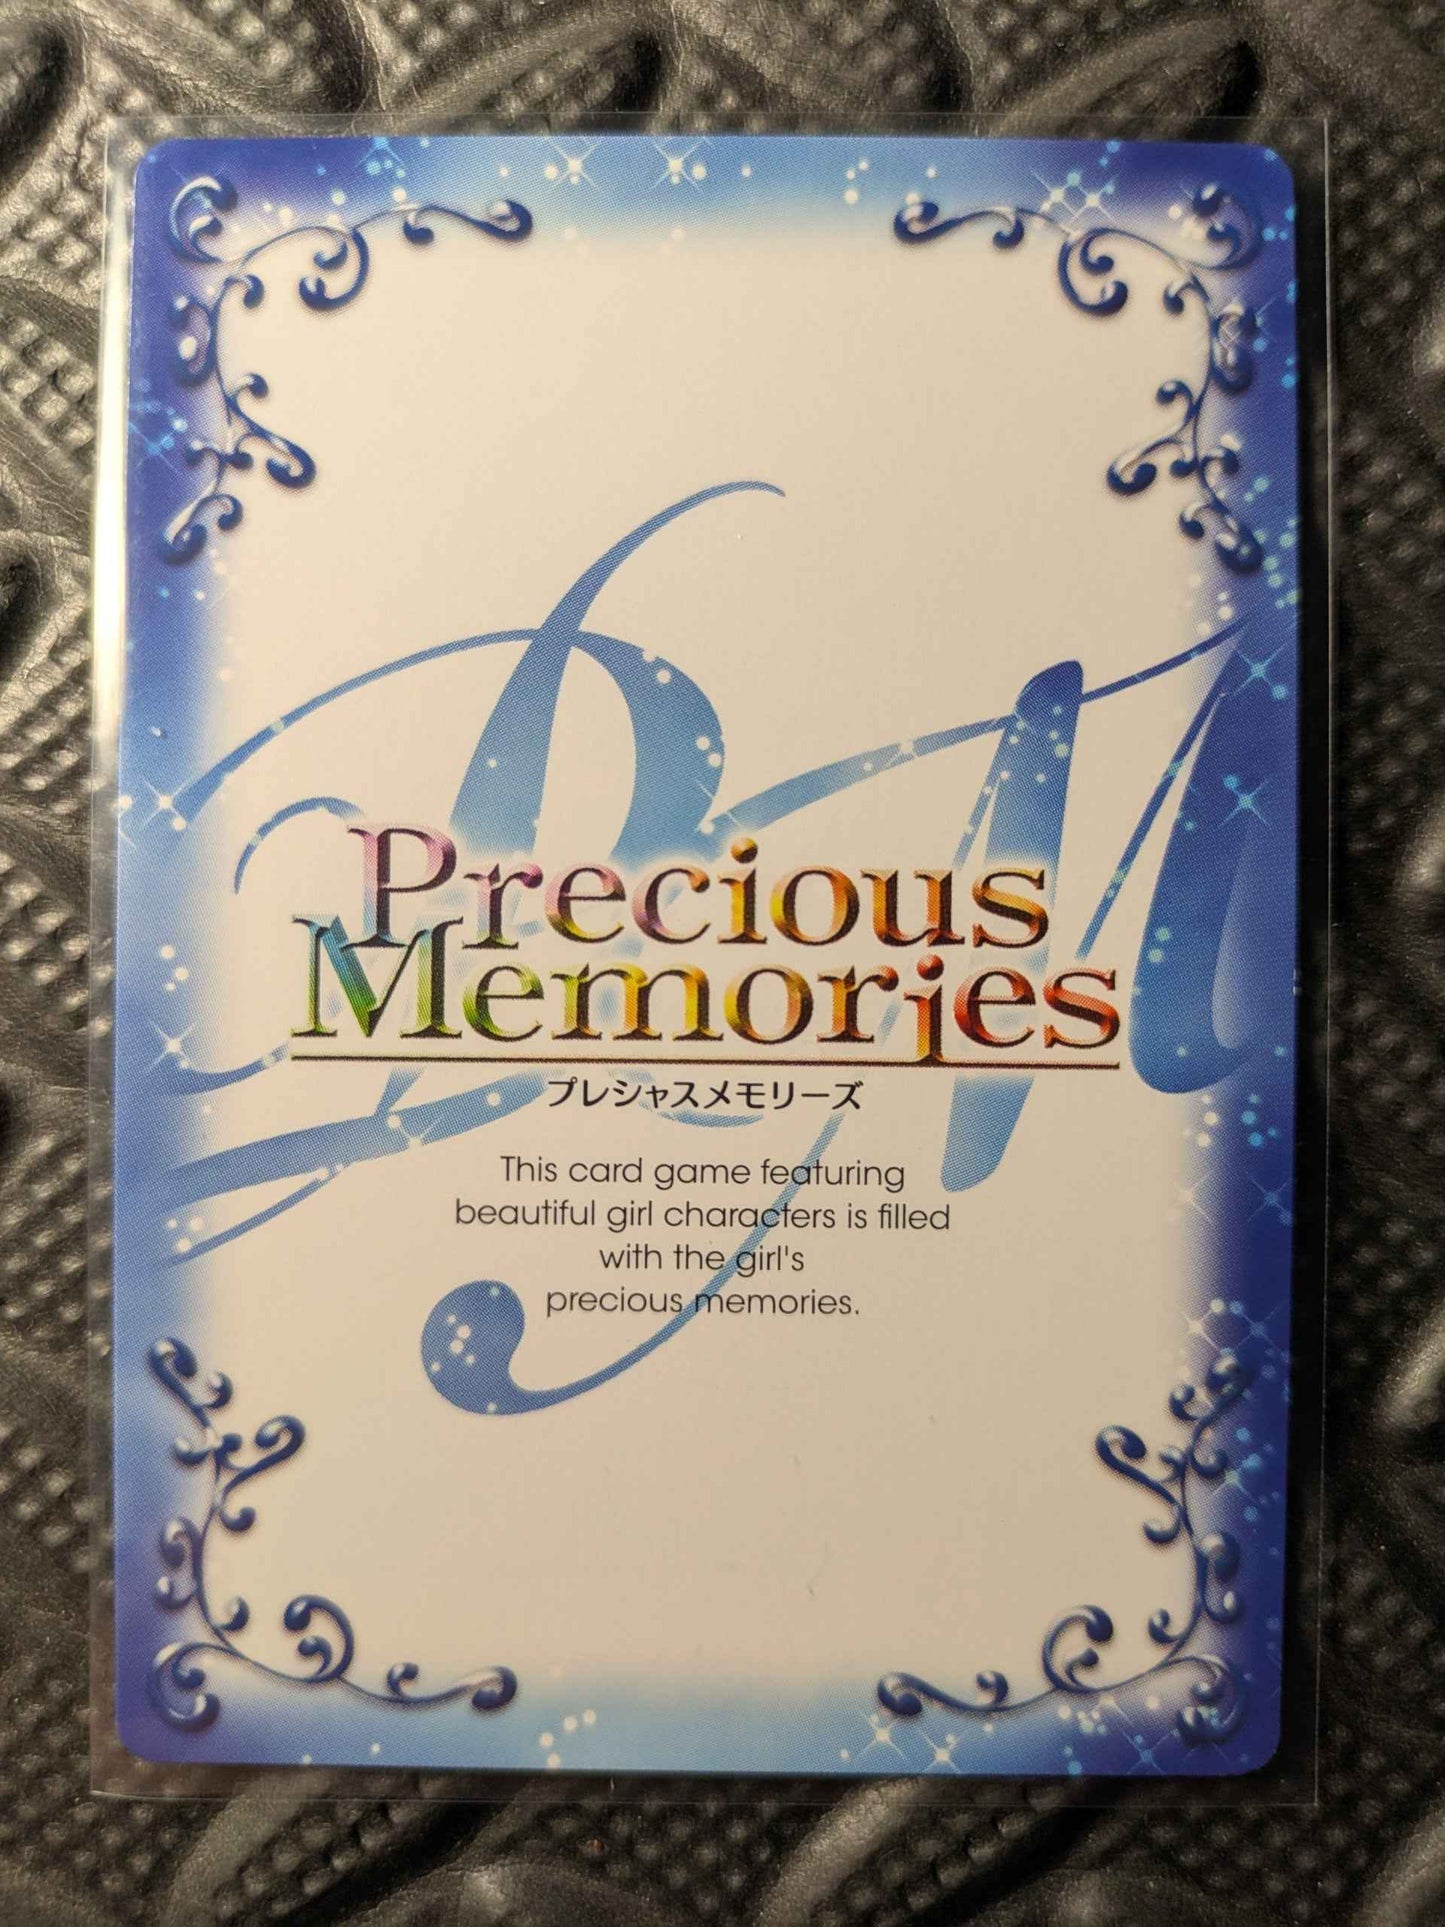 PM
Precious
Memories
プレシャスメモリーズ
This card game featuring
beautiful girl characters is filled
with the girl's
precious memories.